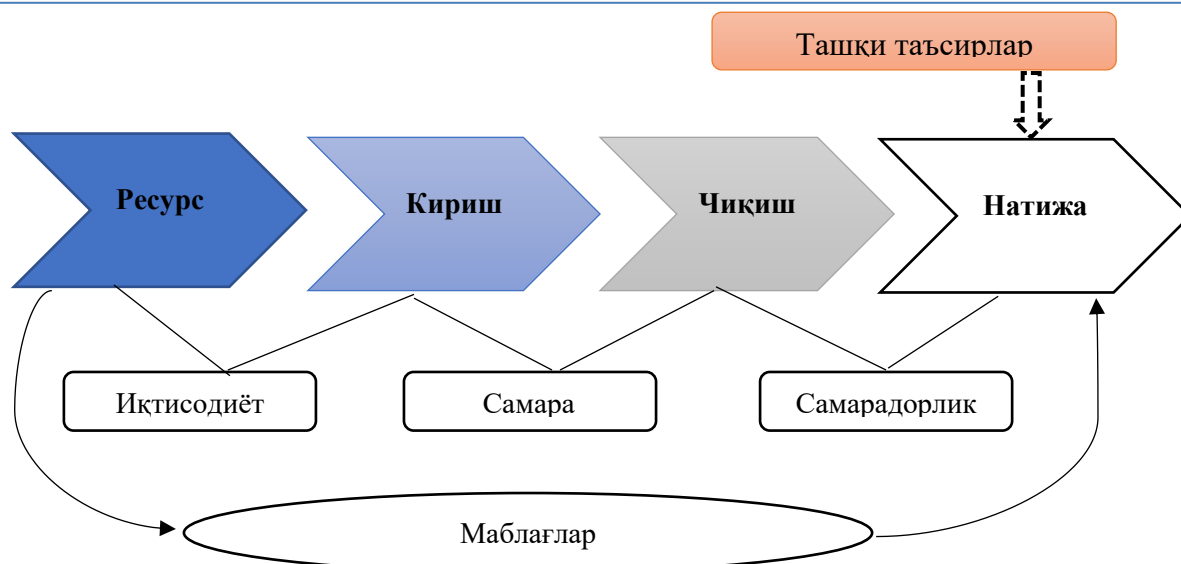 Ташқи таъсирлар
Ресурс
Кириш
Чиқиш
Натижа
Иқтисодиёт
Самара
Самарадорлик
Маблағлар